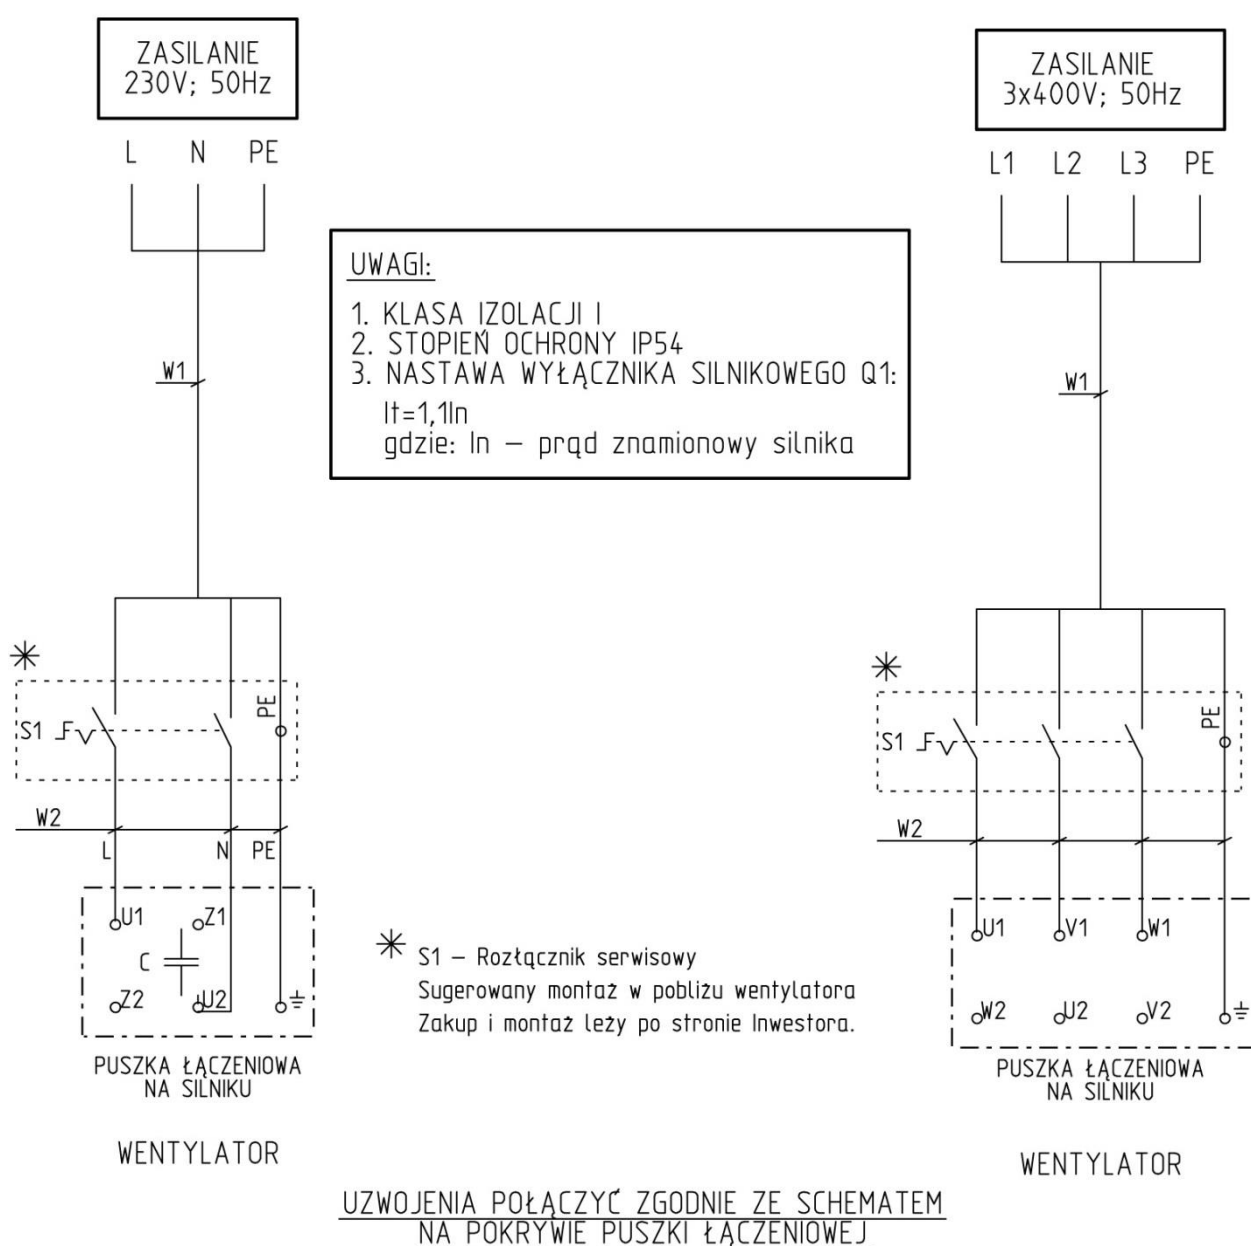 ZASILANIE
230V; 50Hz
L N PE
ZASILANIE
3x400V; 50Hz
L1 L2 L3 PE
UWAGI:
1. KLASA IZOLACJI I
2. STOPIEŃ OCHRONY IP54
3. NASTAWA WYŁĄCZNIKA SILNIKOWEGO Q1:
It=1,1In
gdzie: In – prąd znamionowy silnika
W1
W1
PE
S1
W2
L N PE
U1 Z1
C
Z2 U2
PUSZKA ŁĄCZENIOWA
NA SILNIKU
WENTYLATOR
S1 – Rozłącznik serwisowy
Sugerowany montaż w pobliżu wentylatora
Zakup i montaż leży po stronie Inwestora.
PE
S1
W2
U1 V1 W1
W2 U2 V2
PUSZKA ŁĄCZENIOWA
NA SILNIKU
WENTYLATOR
UZWOJENIA POŁĄCZYĆ ZGODNIE ZE SCHEMATEM
NA POKRYWIE PUSZKI ŁĄCZENIOWEJ